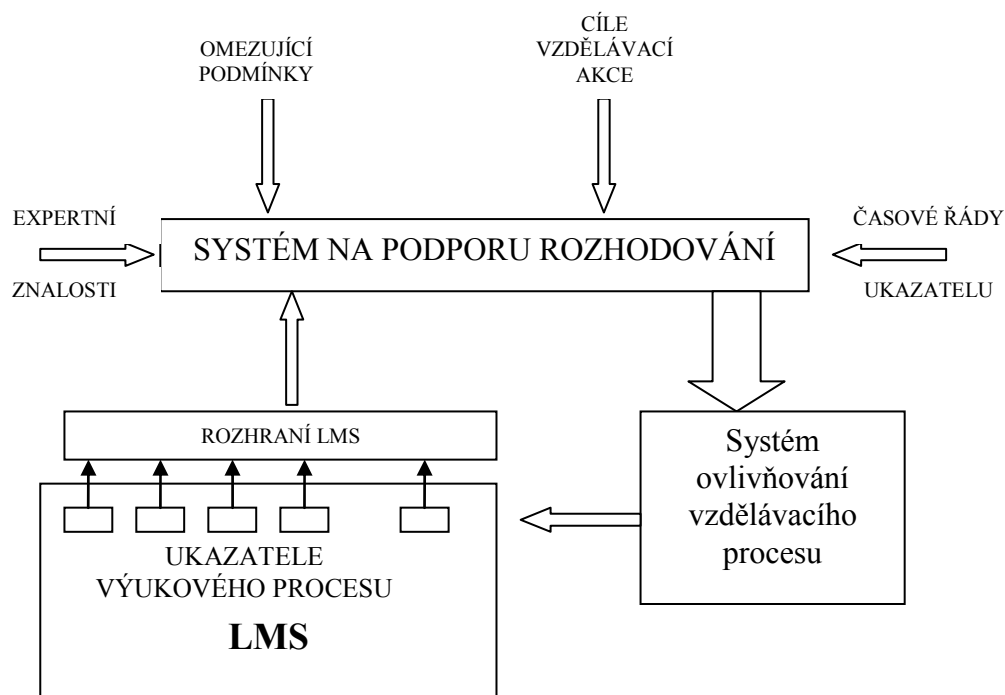 OMEZUJÍCÍ
PODMÍNKY
CÍLE
VZDĚLÁVACÍ
AKCE
EXPERTNÍ
ZNALOSTI
SYSTÉM NA PODPORU ROZHODOVÁNÍ
ČASOVÉ ŘÁDY
UKAZATELU
ROZHRANÍ LMS
UKAZATELE
VÝUKOVÉHO PROCESU
LMS
Systém
ovlivňování
vzdělávacího
procesu